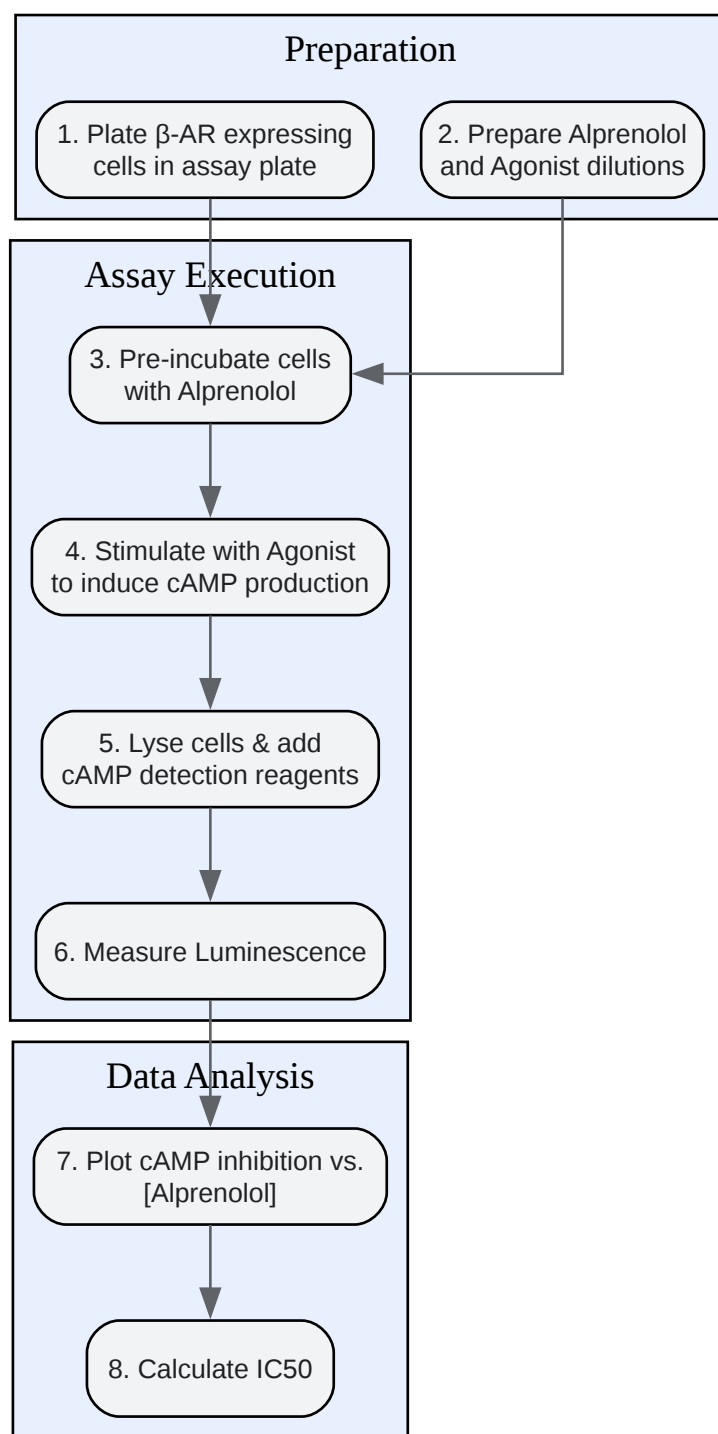 Preparation
1. Plate β-AR expressing
cells in assay plate
2. Prepare Alprenolol
and Agonist dilutions
Assay Execution
3. Pre-incubate cells
with Alprenolol
4. Stimulate with Agonist
to induce cAMP production
5. Lyse cells & add
cAMP detection reagents
6. Measure Luminescence
Data Analysis
7. Plot cAMP inhibition vs.
[Alprenolol]
8. Calculate IC50